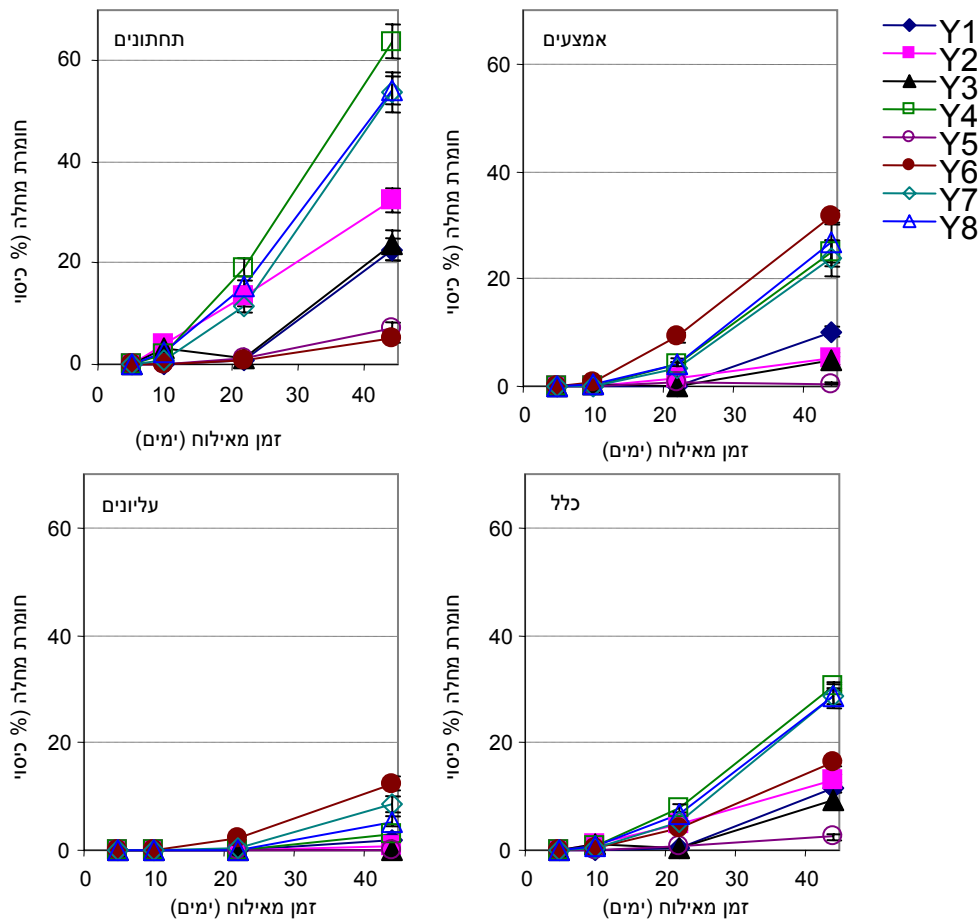 תחתונים
60
40
20
0
0 10 20 30 40
חומרת מחלה (% כיסוי
זמן מאילוח (ימים)
אמצעים
60
40
20
0
0 10 20 30 40
חומרת מחלה (% כיסוי
זמן מאילוח (ימים)
Y1
Y2
Y3
Y4
Y5
Y6
Y7
Y8
עליונים
60
40
20
0
0 10 20 30 40
חומרת מחלה (% כיסוי
זמן מאילוח (ימים)
כלל
60
40
20
0
0 10 20 30 40
חומרת מחלה (% כיסוי
זמן מאילוח (ימים)